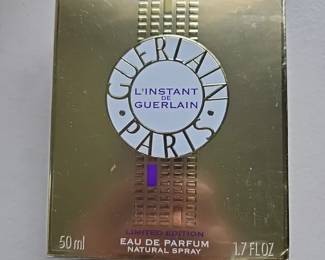 GUERLAIN
L'INSTANT
DE
GUERLAIN
PARIS
LIMITED EDITION
50 ml
EAU DE PARFUM
NATURAL SPRAY
1.7 FL OZ